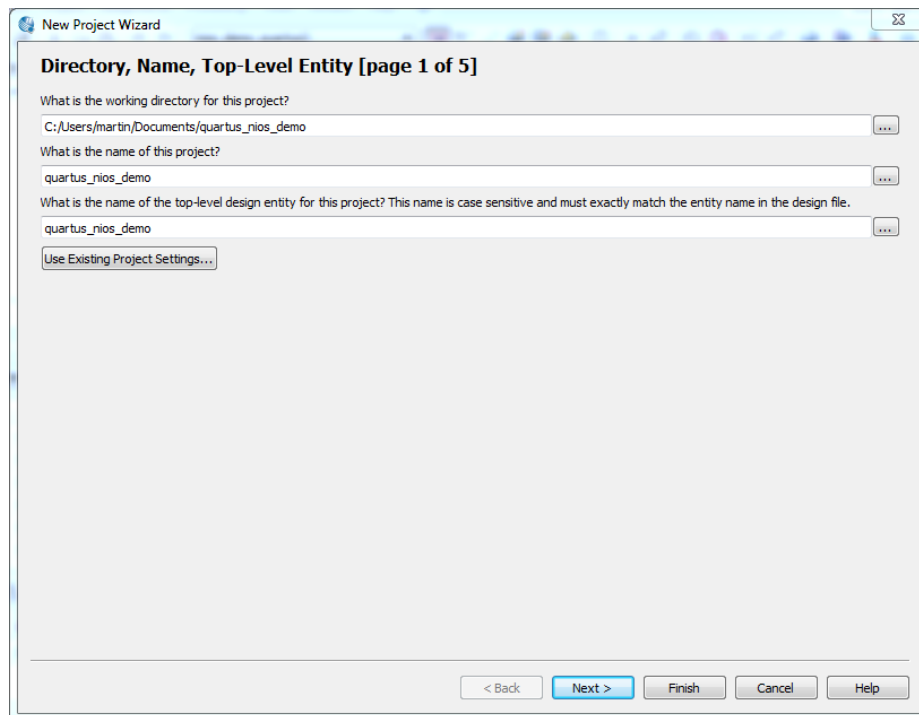 New Project Wizard
Directory, Name, Top-Level Entity [page 1 of 5]
What is the working directory for this project?
C:/Users/martin/Documents/quartus_nios_demo
...
What is the name of this project?
quartus_nios_demo
...
What is the name of the top-level design entity for this project? This name is case sensitive and must exactly match the entity name in the design file.
quartus_nios_demo
...
Use Existing Project Settings...
< Back
Next >
Finish
Cancel
Help